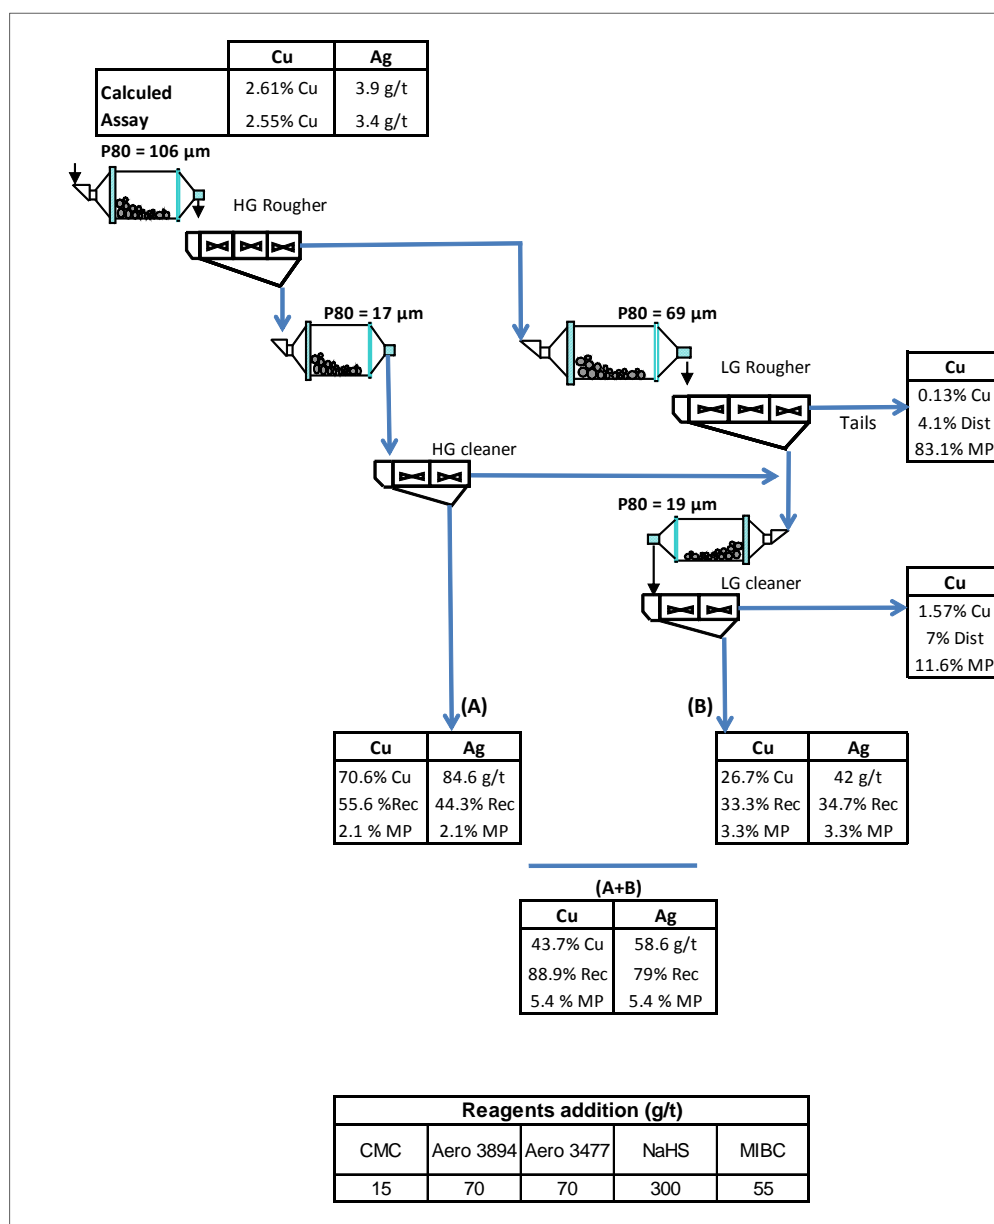 Cu Ag
Calculed 2.61% Cu 3.9 g/t
Assay 2.55% Cu 3.4 g/t
P80 = 106 µm
HG Rougher
P80 = 17 µm
P80 = 69 µm
LG Rougher
Tails
Cu
0.13% Cu
4.1% Dist
83.1% MP
HG cleaner
P80 = 19 µm
LG cleaner
Cu
1.57% Cu
7% Dist
11.6% MP
(A)
Cu Ag
70.6% Cu 84.6 g/t
55.6 %Rec 44.3% Rec
2.1 % MP 2.1% MP
(B)
Cu Ag
26.7% Cu 42 g/t
33.3% Rec 34.7% Rec
3.3% MP 3.3% MP
(A+B)
Cu Ag
43.7% Cu 58.6 g/t
88.9% Rec 79% Rec
5.4 % MP 5.4 % MP
Reagents addition (g/t)
CMC Aero 3894 Aero 3477 NaHS MIBC
15 70 70 300 55